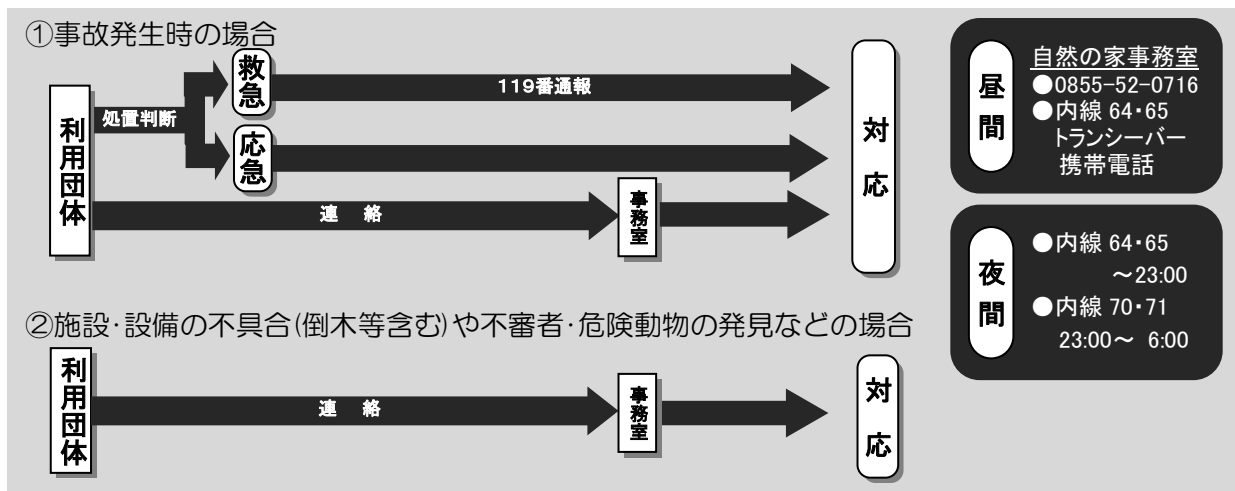 ①事故発生時の場合
利用団体
処置判断
救急
119番通報
応急
連　絡
事務室
対応
②施設・設備の不具合(倒木等含む)や不審者・危険動物の発見などの場合
利用団体
連　絡
事務室
対応
昼間
自然の家事務室
●0855-52-0716
●内線 64・65
トランシーバー
携帯電話
夜間
●内線 64・65
～23:00
●内線 70・71
23:00～ 6:00